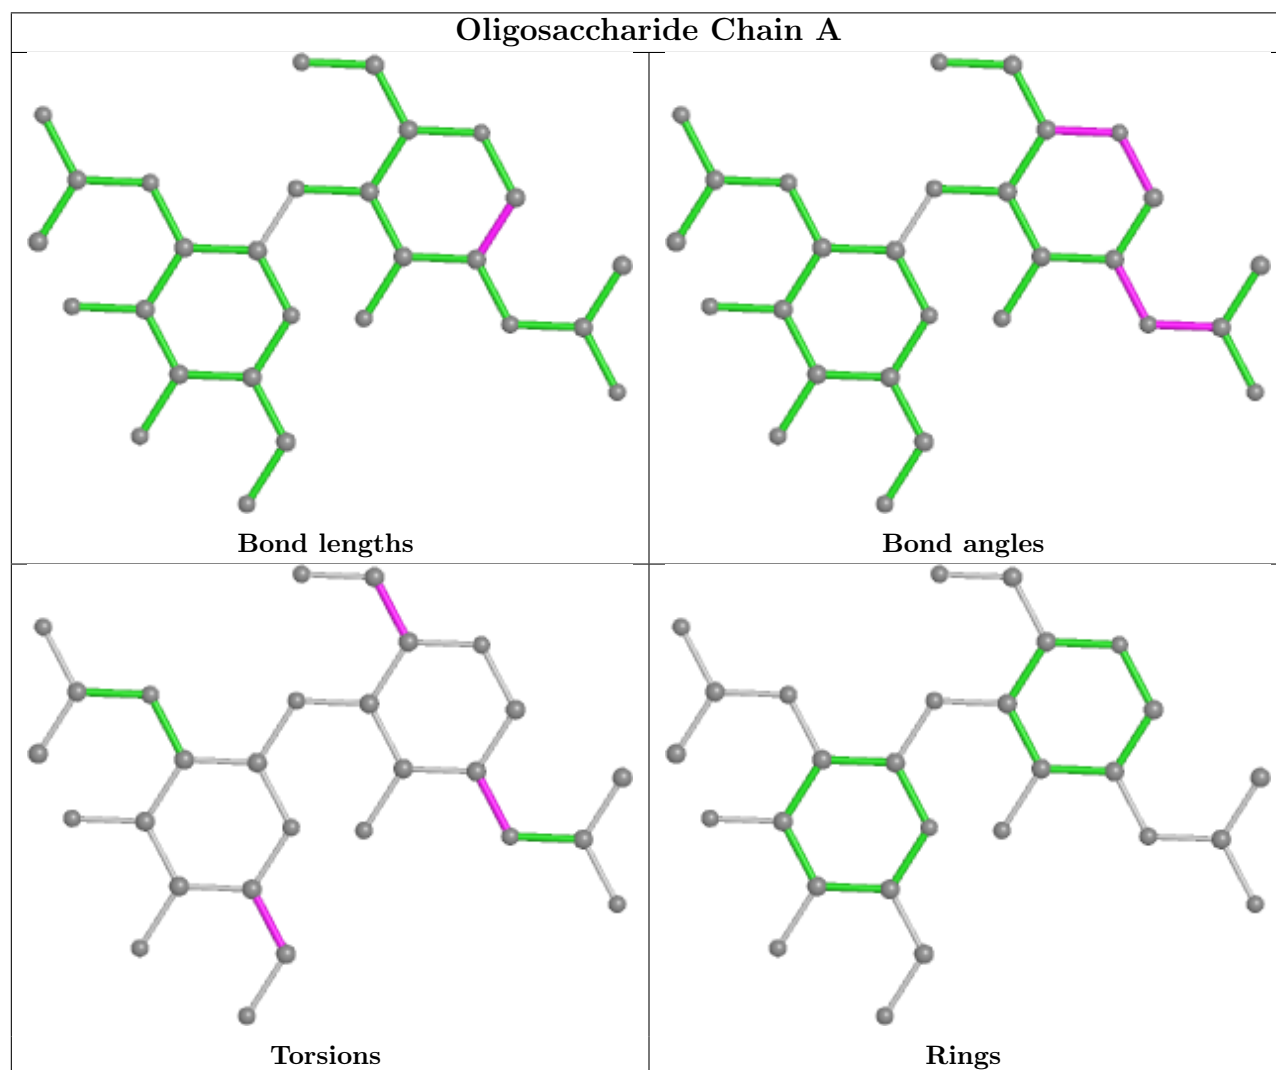 Oligosaccharide Chain A
Bond lengths
Bond angles
Torsions
Rings